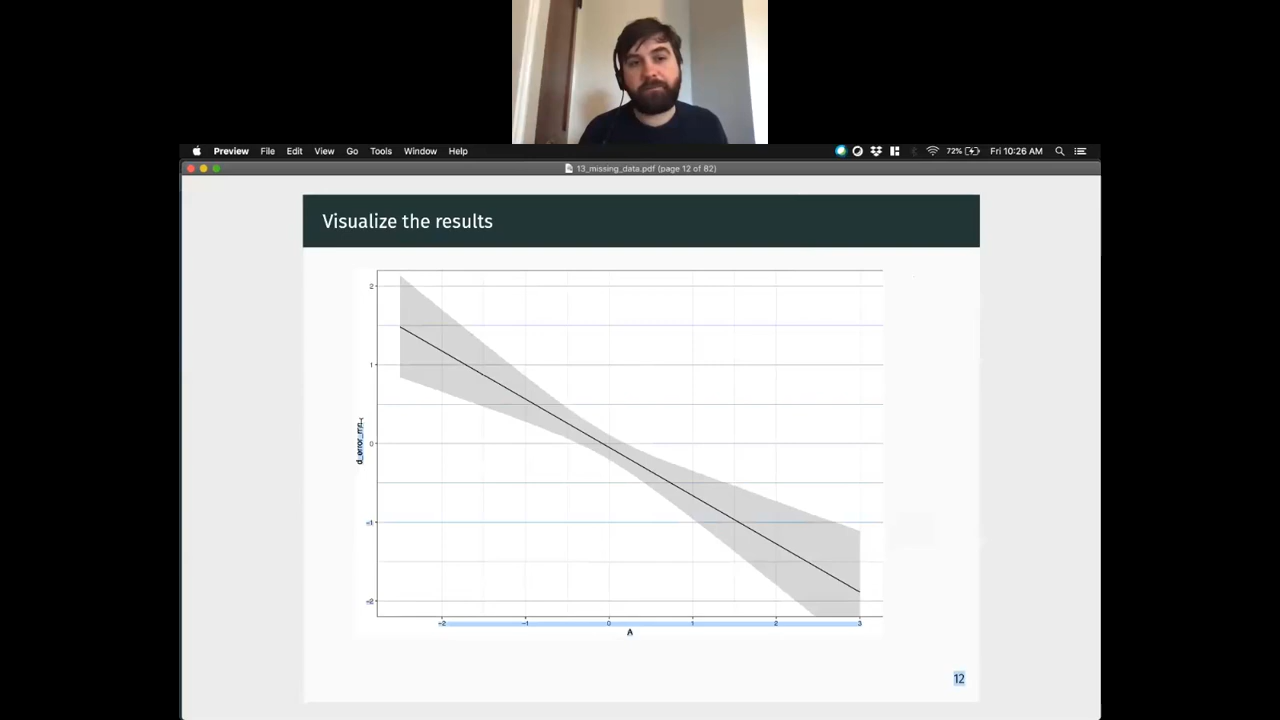 Preview File Edit View Go Tools Window Help 72% Fri 10:26 AM
13_missing_data.pdf (page 12 of 82)
Visualize the results
2
1
0
-1
-2
-2 -1 0 1 2 3
A
12